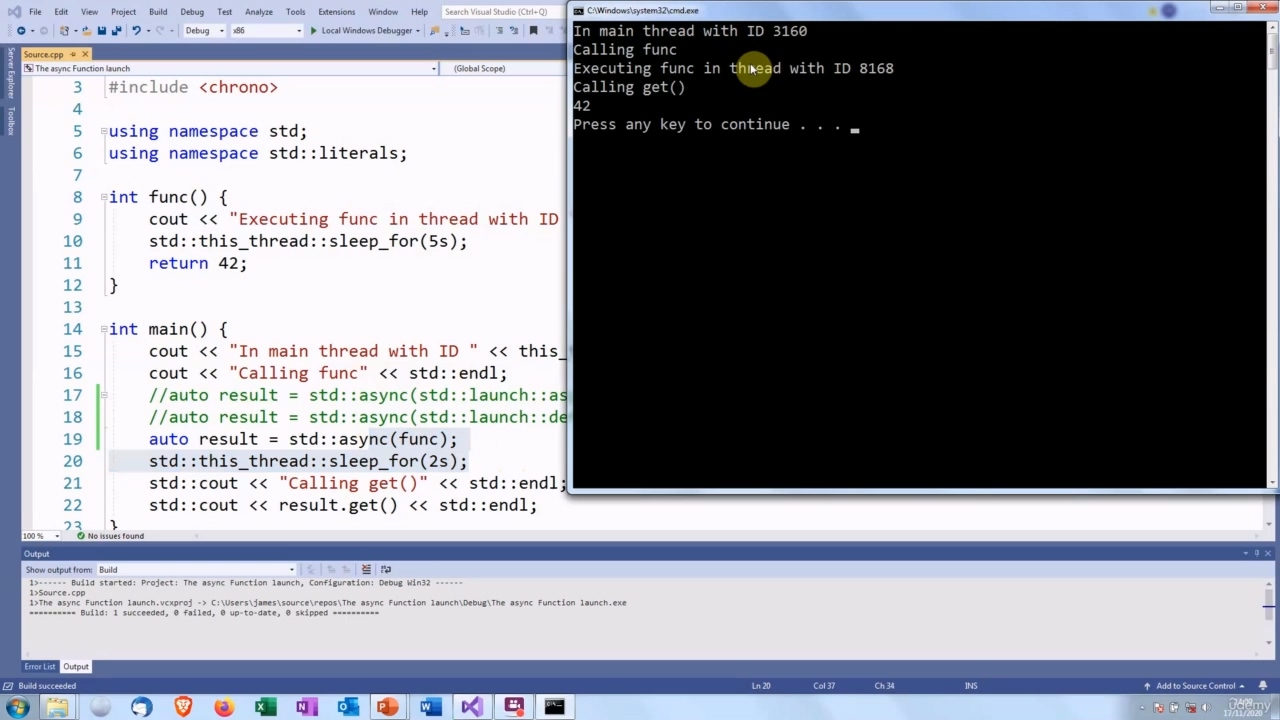 File Edit View Project Build Debug Test Analyze Tools Extensions Window Help Search Visual Studio (Ctrl
Debug x86 Local Windows Debugger
Source.cpp
The async Function launch (Global Scope)
Server Explorer
Toolbox
3 #include <chrono>
4
5 using namespace std;
6 using namespace std::literals;
7
8 int func() {
9 cout << "Executing func in thread with ID
10 std::this_thread::sleep_for(5s);
11 return 42;
12 }
13
14 int main() {
15 cout << "In main thread with ID " << this_
16 cout << "Calling func" << std::endl;
17 //auto result = std::async(std::launch::as
18 //auto result = std::async(std::launch::de
19 auto result = std::async(func);
20 std::this_thread::sleep_for(2s);
21 std::cout << "Calling get()" << std::endl;
22 std::cout << result.get() << std::endl;
23 }
100 % No issues found
C:\Windows\system32\cmd.exe
In main thread with ID 3160
Calling func
Executing func in thread with ID 8168
Calling get()
42
Press any key to continue . . .
Output
Show output from: Build
1>------ Build started: Project: The async Function launch, Configuration: Debug Win32 ------
1>Source.cpp
1>The async Function launch.vcxproj -> C:\Users\james\source\repos\The async Function launch\Debug\The async Function launch.exe
========== Build: 1 succeeded, 0 failed, 0 up-to-date, 0 skipped ==========
Error List Output
Build succeeded Ln 20 Col 37 Ch 34 INS Add to Source Control
Udemy
17/11/2020